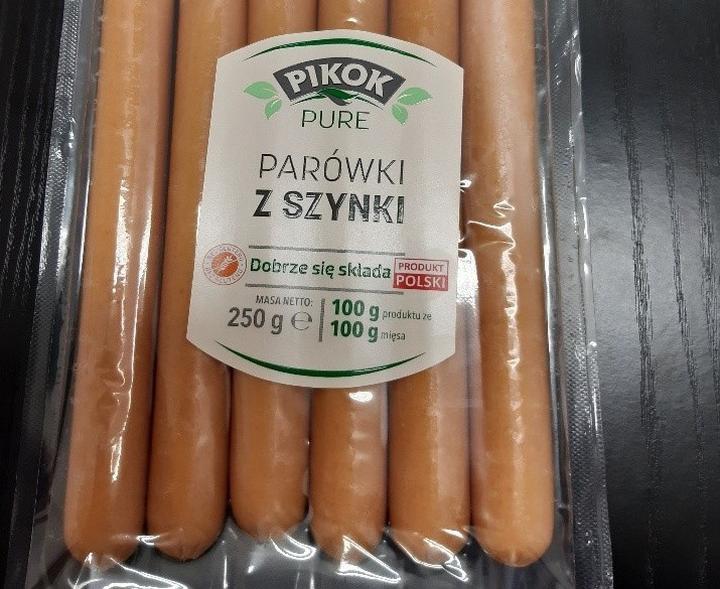 PIKOK
PURE
PARÓWKI
Z SZYNKI
Dobrze się składa
PRODUKT
POLSKI
MASA NETTO:
250 g ℮
100 g produktu ze
100 g mięsa